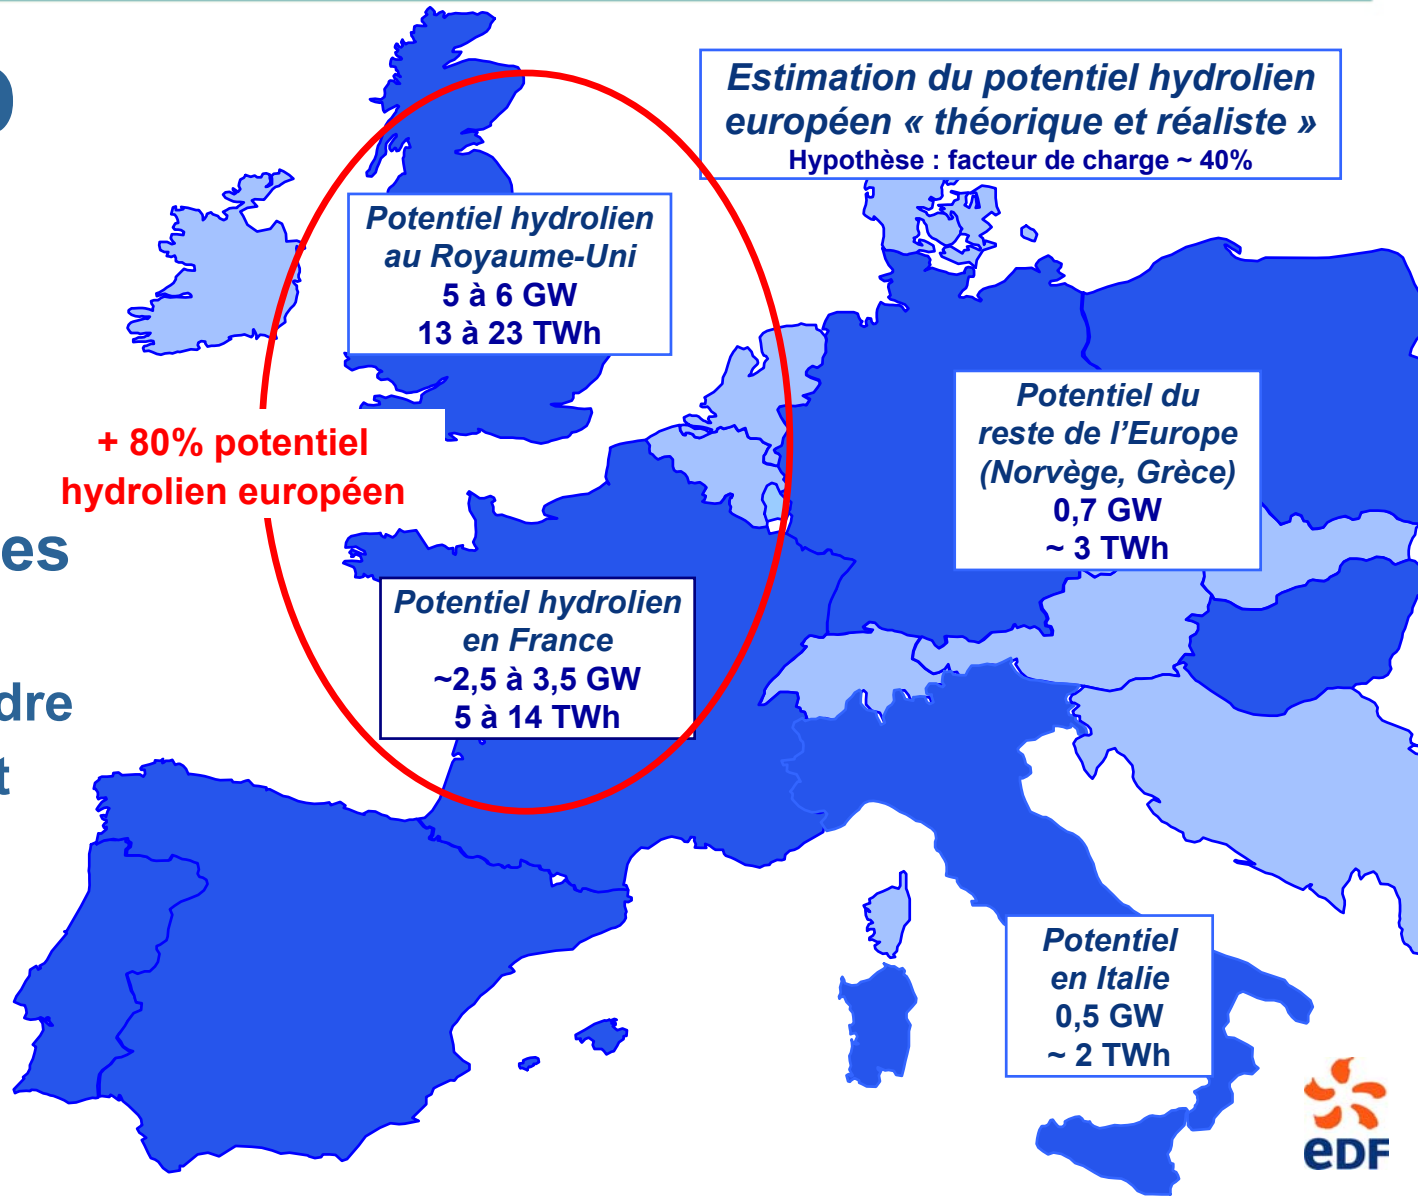 Estimation du potentiel hydrolien
européen « théorique et réaliste »
Hypothèse : facteur de charge ~ 40%
Potentiel hydrolien
au Royaume-Uni
5 à 6 GW
13 à 23 TWh
+ 80% potentiel
hydrolien européen
Potentiel du
reste de l’Europe
(Norvège, Grèce)
0,7 GW
~ 3 TWh
es
Potentiel hydrolien
en France
~2,5 à 3,5 GW
5 à 14 TWh
dre
t
Potentiel
en Italie
0,5 GW
~ 2 TWh
eDF